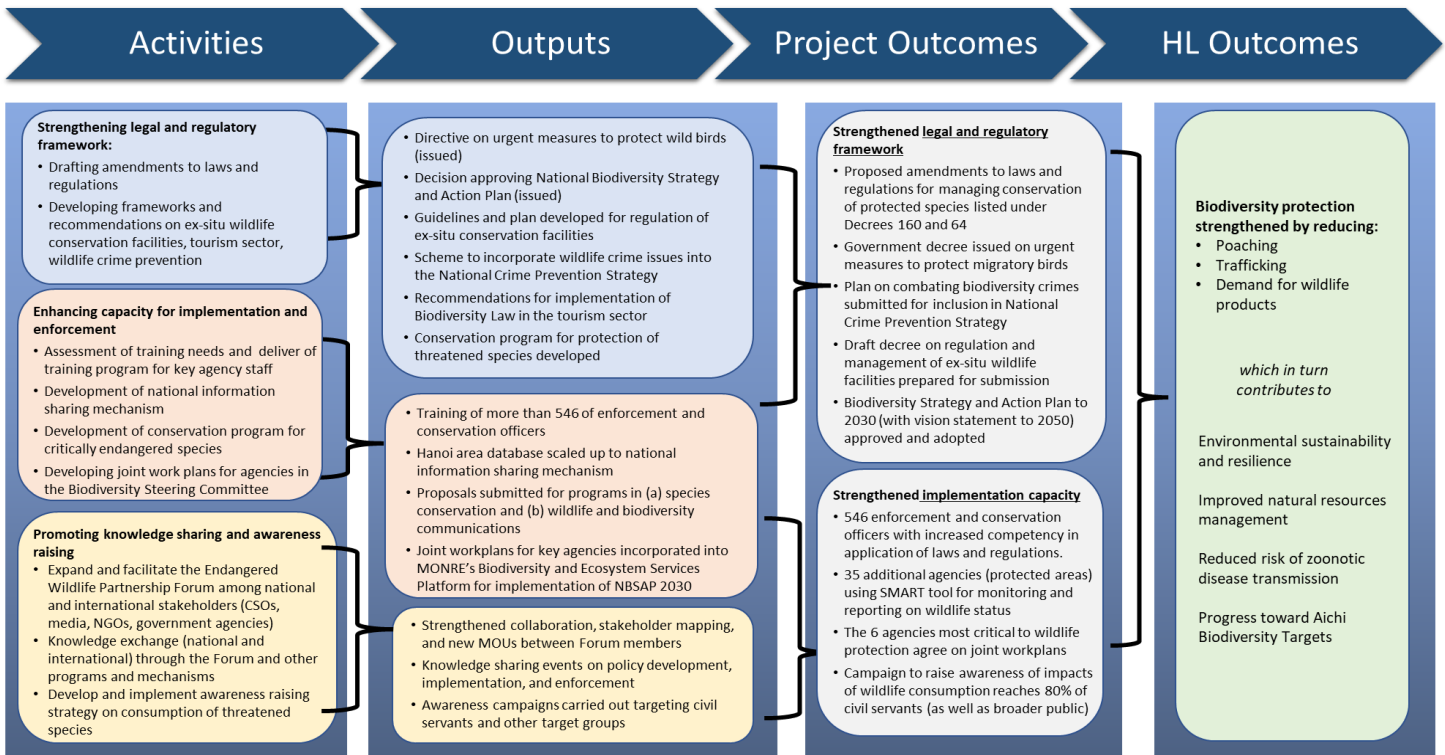 Activities
Outputs
Project Outcomes
HL Outcomes
Strengthening legal and regulatory
framework:
• Drafting amendments to laws and
regulations
• Developing frameworks and
recommendations on ex-situ wildlife
conservation facilities, tourism sector,
wildlife crime prevention
Enhancing capacity for implementation and
enforcement
• Assessment of training needs and deliver of
training program for key agency staff
• Development of national information
sharing mechanism
• Development of conservation program for
critically endangered species
• Developing joint work plans for agencies in
the Biodiversity Steering Committee
Promoting knowledge sharing and awareness
raising
• Expand and facilitate the Endangered
Wildlife Partnership Forum among national
and international stakeholders (CSOs,
media, NGOs, government agencies)
• Knowledge exchange (national and
international) through the Forum and other
programs and mechanisms
• Develop and implement awareness raising
strategy on consumption of threatened
species
• Directive on urgent measures to protect wild birds
(issued)
• Decision approving National Biodiversity Strategy
and Action Plan (issued)
• Guidelines and plan developed for regulation of
ex-situ conservation facilities
• Scheme to incorporate wildlife crime issues into
the National Crime Prevention Strategy
• Recommendations for implementation of
Biodiversity Law in the tourism sector
• Conservation program for protection of
threatened species developed
• Training of more than 546 of enforcement and
conservation officers
• Hanoi area database scaled up to national
information sharing mechanism
• Proposals submitted for programs in (a) species
conservation and (b) wildlife and biodiversity
communications
• Joint workplans for key agencies incorporated into
MONRE's Biodiversity and Ecosystem Services
Platform for implementation of NBSAP 2030
• Strengthened collaboration, stakeholder mapping,
and new MOUs between Forum members
• Knowledge sharing events on policy development,
implementation, and enforcement
• Awareness campaigns carried out targeting civil
servants and other target groups
Strengthened legal and regulatory
framework
• Proposed amendments to laws and
regulations for managing conservation
of protected species listed under
Decrees 160 and 64
• Government decree issued on urgent
measures to protect migratory birds
• Plan on combating biodiversity crimes
submitted for inclusion in National
Crime Prevention Strategy
• Draft decree on regulation and
management of ex-situ wildlife
facilities prepared for submission
• Biodiversity Strategy and Action Plan to
2030 (with vision statement to 2050)
approved and adopted
Strengthened implementation capacity
• 546 enforcement and conservation
officers with increased competency in
application of laws and regulations.
• 35 additional agencies (protected areas)
using SMART tool for monitoring and
reporting on wildlife status
• The 6 agencies most critical to wildlife
protection agree on joint workplans
• Campaign to raise awareness of impacts
of wildlife consumption reaches 80% of
civil servants (as well as broader public)
Biodiversity protection
strengthened by reducing:
• Poaching
• Trafficking
• Demand for wildlife
products
which in turn
contributes to
Environmental sustainability
and resilience
Improved natural resources
management
Reduced risk of zoonotic
disease transmission
Progress toward Aichi
Biodiversity Targets